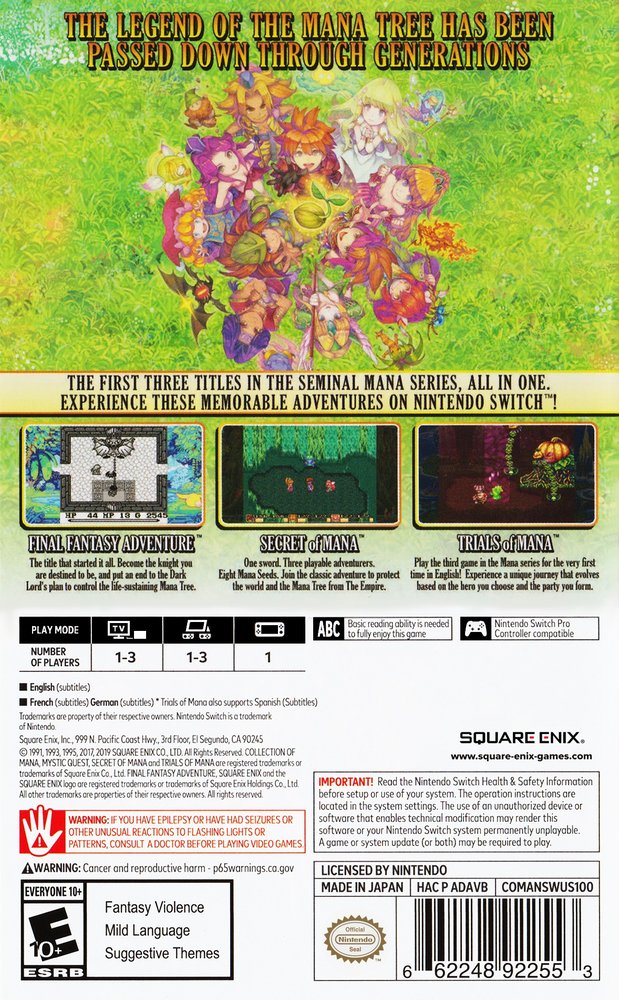 THE LEGEND OF THE MANA TREE HAS BEEN
PASSED DOWN THROUGH GENERATIONS
THE FIRST THREE TITLES IN THE SEMINAL MANA SERIES, ALL IN ONE.
EXPERIENCE THESE MEMORABLE ADVENTURES ON NINTENDO SWITCH™!
HP 44 MP 13 G 2545
FINAL FANTASY ADVENTURE™
The title that started it all. Become the knight you
are destined to be, and put an end to the Dark
Lord's plan to control the life-sustaining Mana Tree.
SECRET of MANA™
One sword. Three playable adventurers.
Eight Mana Seeds. Join the classic adventure to protect
the world and the Mana Tree from The Empire.
TRIALS of MANA™
Play the third game in the Mana series for the very first
time in English! Experience a unique journey that evolves
based on the hero you choose and the party you form.
PLAY MODE TV
NUMBER
OF PLAYERS 1-3 1-3 1
ABC Basic reading ability is needed
to fully enjoy this game
Nintendo Switch Pro
Controller compatible
■ English (subtitles)
■ French (subtitles) German (subtitles) * Trials of Mana also supports Spanish (Subtitles)
Trademarks are property of their respective owners. Nintendo Switch is a trademark
of Nintendo.
Square Enix, Inc., 999 N. Pacific Coast Hwy., 3rd Floor, El Segundo, CA 90245
© 1991, 1993, 1995, 2017, 2019 SQUARE ENIX CO., LTD. All Rights Reserved. COLLECTION OF
MANA, MYSTIC QUEST, SECRET OF MANA and TRIALS OF MANA are registered trademarks or
trademarks of Square Enix Co., Ltd. FINAL FANTASY ADVENTURE, SQUARE ENIX and the
SQUARE ENIX logo are registered trademarks or trademarks of Square Enix Holdings Co., Ltd.
All other trademarks are properties of their respective owners. All rights reserved.
SQUARE ENIX.
www.square-enix-games.com
WARNING: IF YOU HAVE EPILEPSY OR HAVE HAD SEIZURES OR
OTHER UNUSUAL REACTIONS TO FLASHING LIGHTS OR
PATTERNS, CONSULT A DOCTOR BEFORE PLAYING VIDEO GAMES.
WARNING: Cancer and reproductive harm - p65warnings.ca.gov
IMPORTANT! Read the Nintendo Switch Health & Safety Information
before setup or use of your system. The operation instructions are
located in the system settings. The use of an unauthorized device or
software that enables technical modification may render this
software or your Nintendo Switch system permanently unplayable.
A game or system update (or both) may be required to play.
EVERYONE 10+
E
10+
ESRB
Fantasy Violence
Mild Language
Suggestive Themes
LICENSED BY NINTENDO
MADE IN JAPAN HAC P ADAVB COMANSWUS100
Official
Nintendo
Seal
6 62248 92255 3